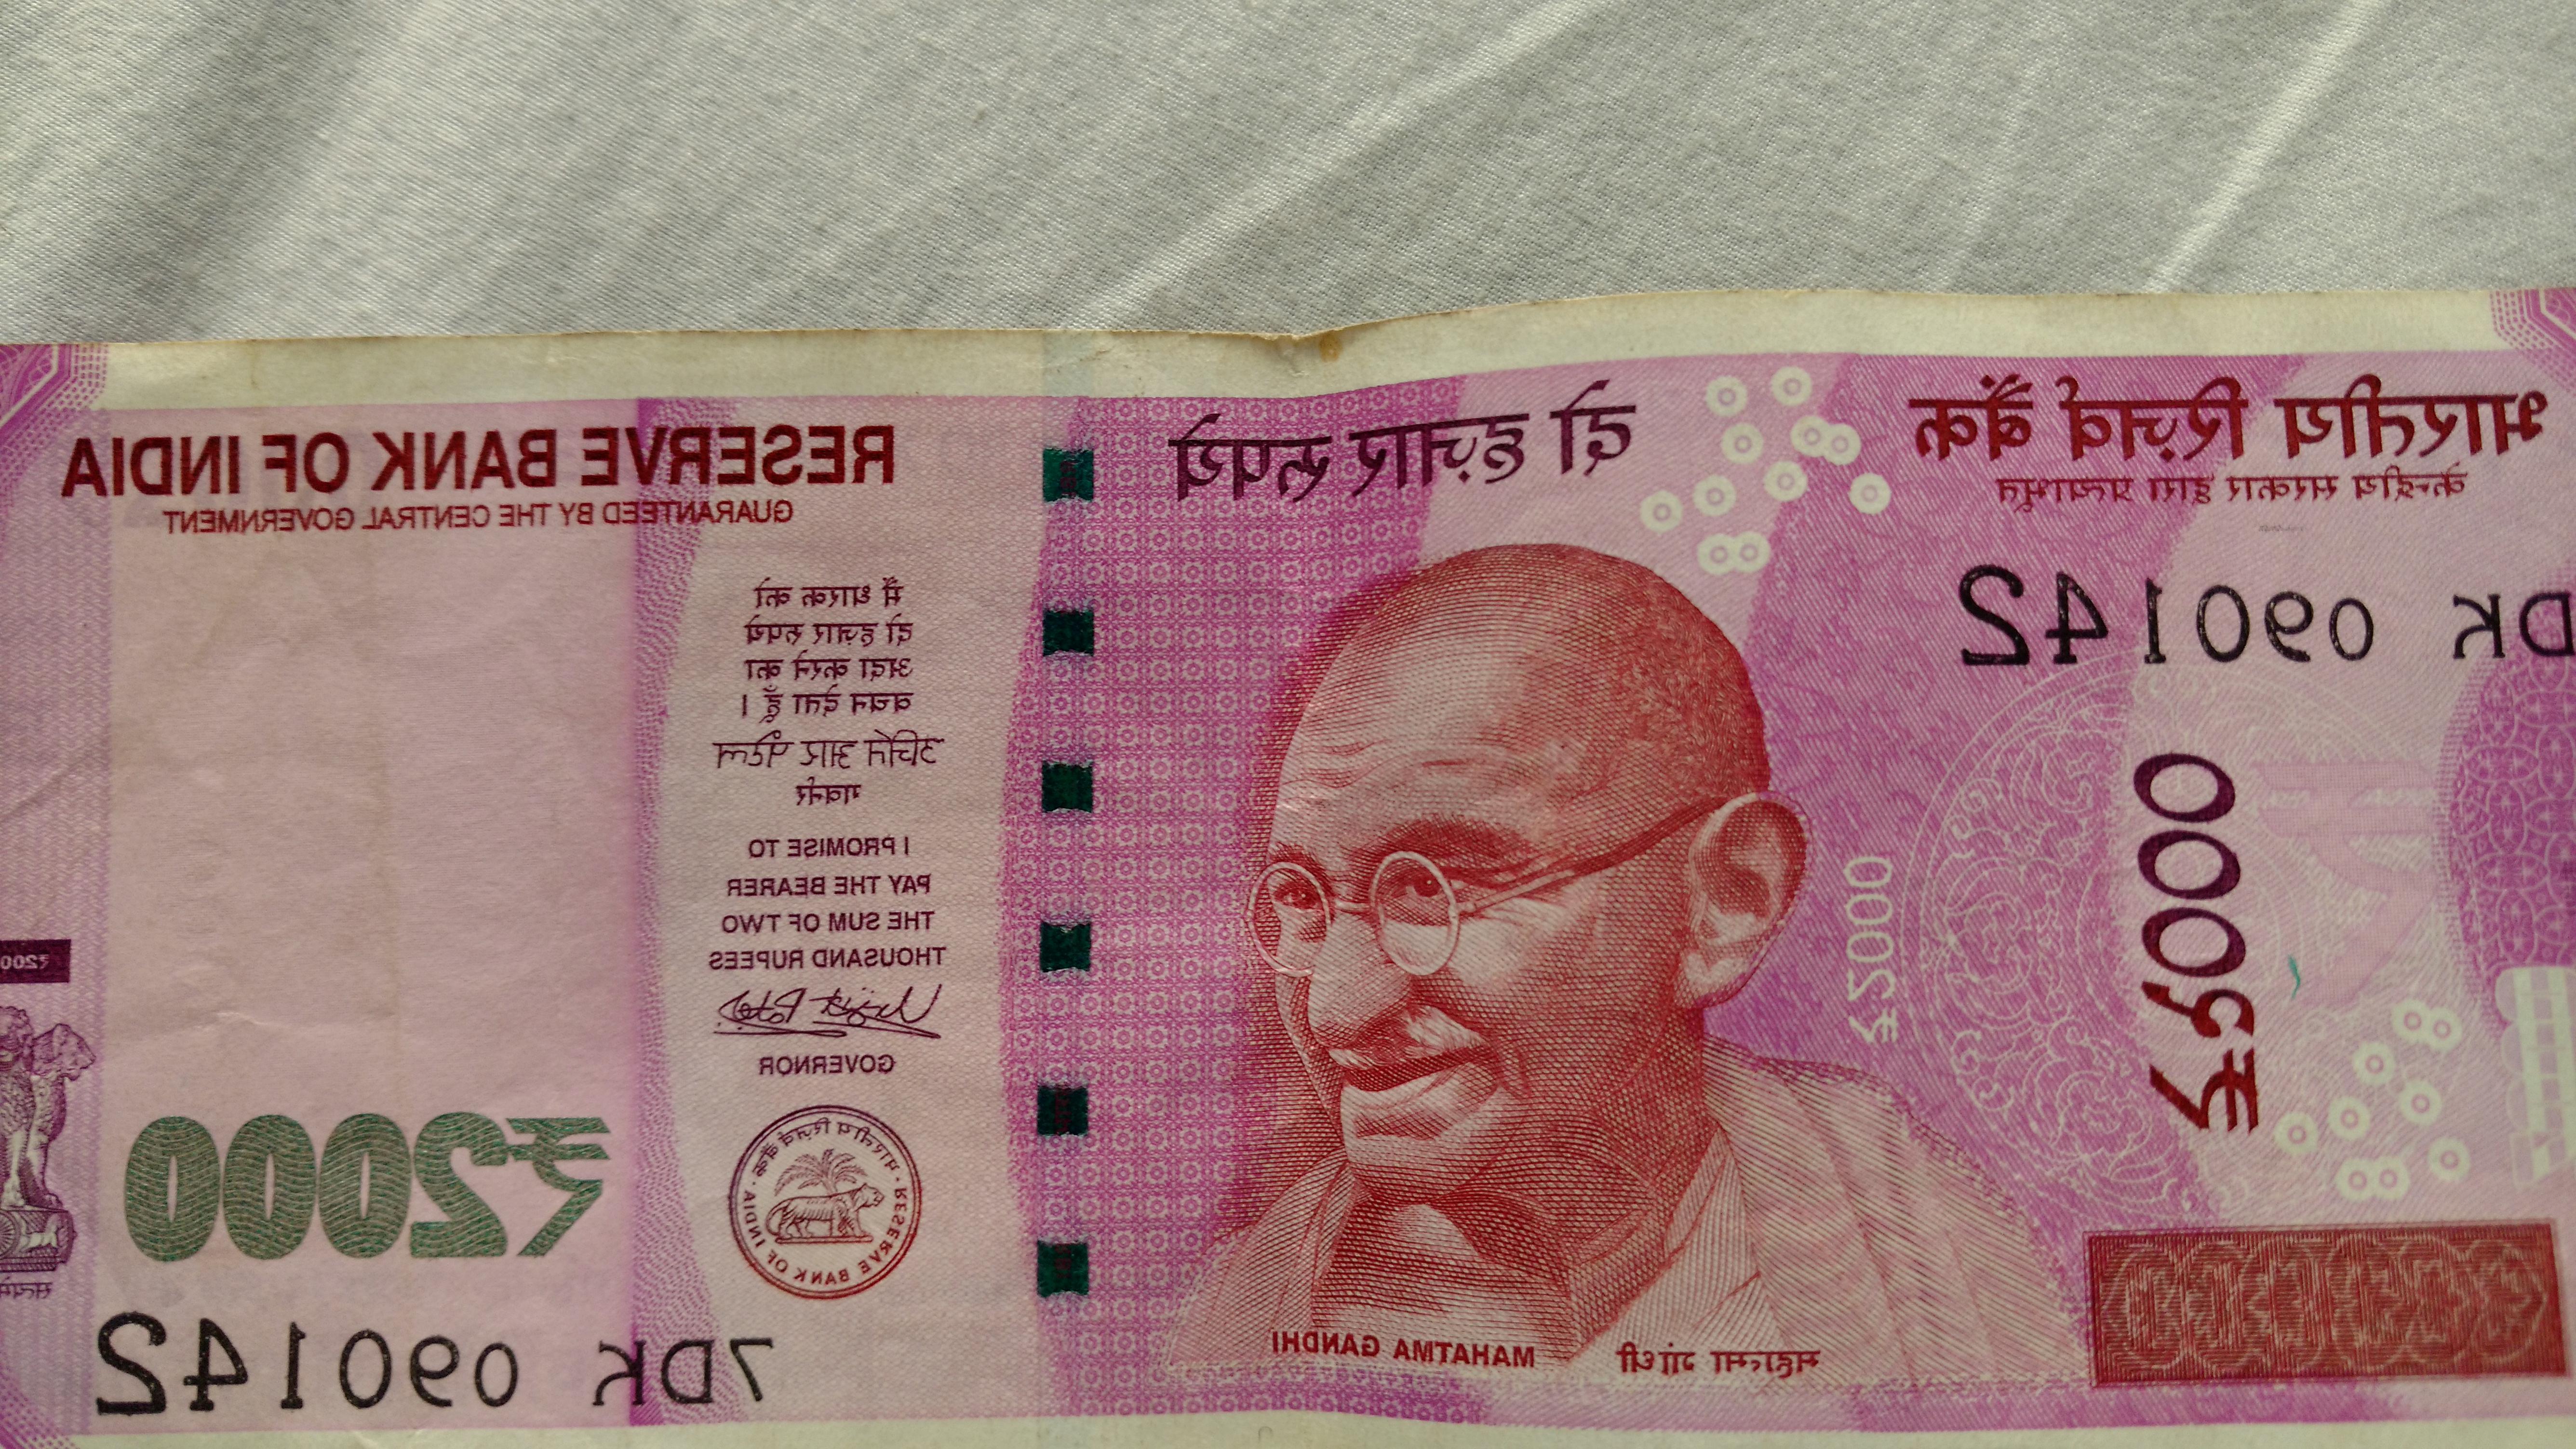 भारतीय रिज़र्व बैंक
केन्द्रीय सरकार द्वारा प्रत्याभूत
DK 090142
₹2000
₹2000
दो हज़ार रुपये
महात्मा गांधी
MAHATMA GANDHI
RESERVE BANK OF INDIA
GUARANTEED BY THE CENTRAL GOVERNMENT
मैं धारक को
दो हज़ार रुपये
अदा करने का
वचन देता हूँ ।
उर्जित आर पटेल
गवर्नर
I PROMISE TO
PAY THE BEARER
THE SUM OF TWO
THOUSAND RUPEES
GOVERNOR
भारतीय रिज़र्व बैंक
RESERVE BANK OF INDIA
₹2000
7DK 090142
₹200